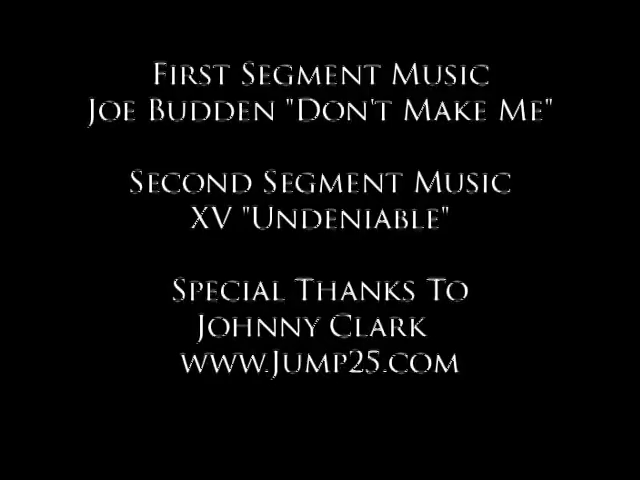 First Segment Music
Joe Budden "Don't Make Me"
Second Segment Music
XV "Undeniable"
Special Thanks To
Johnny Clark
www.Jump25.com